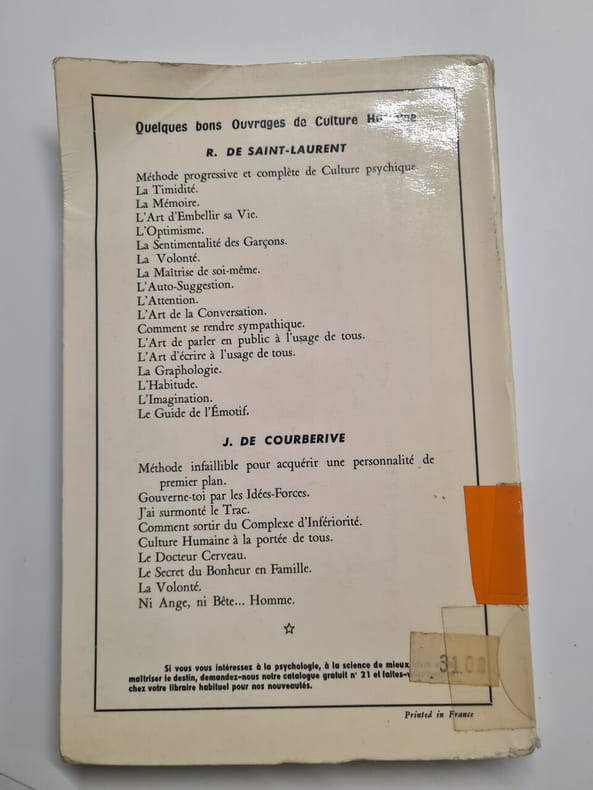 Quelques bons Ouvrages de Culture Humaine
R. DE SAINT-LAURENT
Méthode progressive et complète de Culture psychique.
La Timidité.
La Mémoire.
L'Art d'Embellir sa Vie.
L'Optimisme.
La Sentimentalité des Garçons.
La Volonté.
La Maîtrise de soi-même.
L'Auto-Suggestion.
L'Attention.
L'Art de la Conversation.
Comment se rendre sympathique.
L'Art de parler en public à l'usage de tous.
L'Art d'écrire à l'usage de tous.
La Graphologie.
L'Habitude.
L'Imagination.
Le Guide de l'Émotif.
J. DE COURBERIVE
Méthode infaillible pour acquérir une personnalité de
premier plan.
Gouverne-toi par les Idées-Forces.
J'ai surmonté le Trac.
Comment sortir du Complexe d'Infériorité.
Culture Humaine à la portée de tous.
Le Docteur Cerveau.
Le Secret du Bonheur en Famille.
La Volonté.
Ni Ange, ni Bête... Homme.
Si vous vous intéressez à la psychologie, à la science de mieux
maîtriser le destin, demandez-nous notre catalogue gratuit n° 21 et faites-
chez votre libraire habituel pour nos nouveautés.
31.00
Printed in France